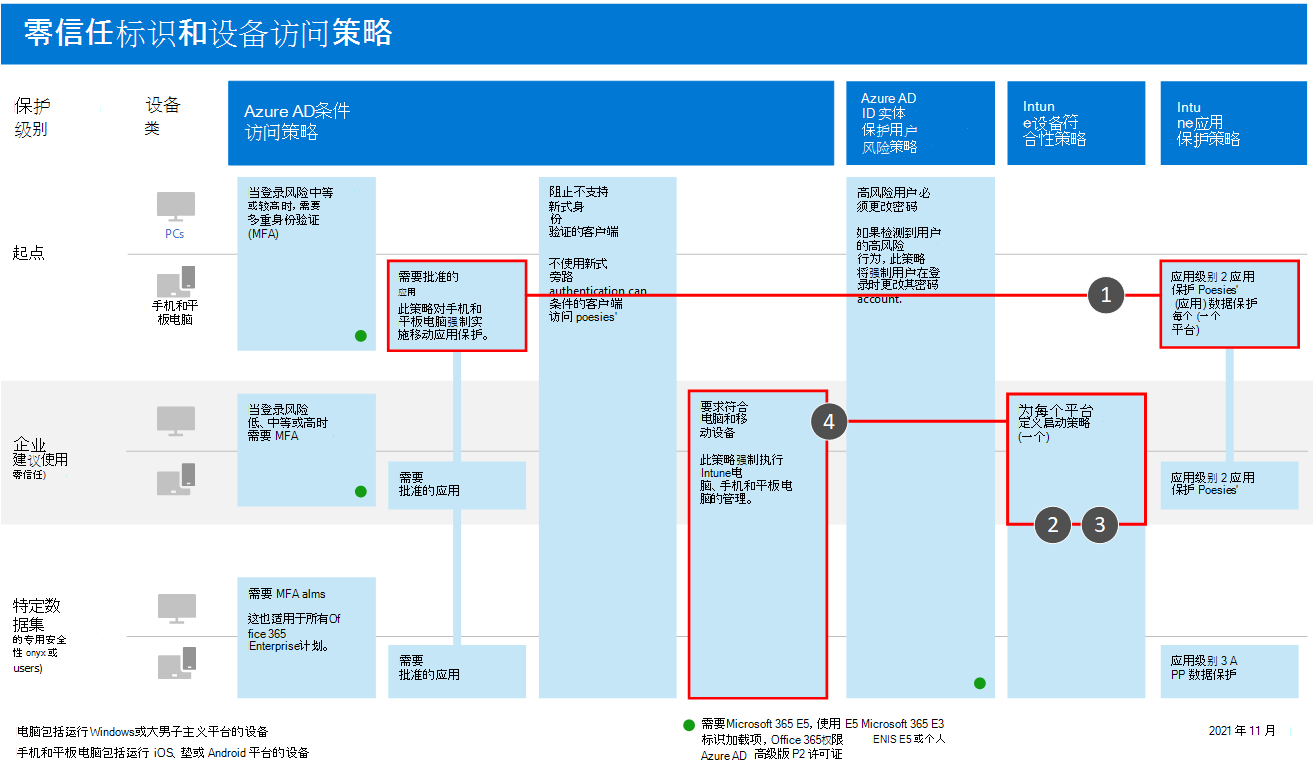 零信任标识和设备访问策略
保护
级别
设备
类
Azure AD条件
访问策略
Azure AD
ID 实体
保护用户
风险策略
Intun
e设备符
合性策略
Intu
ne应用
保护策略
起点
PCs
手机和平
板电脑
当登录风险中等
或较高时，需要
多重身份验证
(MFA)
需要批准的
应用
此策略对手机和
平板电脑强制实
施移动应用保护。
阻止不支持
新式身
份
验证的客户端
不使用新式
旁路
authentication can
条件的客户端
访问 poesies'
高风险用户必
须更改密码
如果检测到用户
的高风险
行为，此策略
将强制用户在登
录时更改其密码
account.
1
应用级别 2 应用
保护 Poesies'
(应用) 数据保护
每个 (一个
平台)
企业
建议使用
零信任)
当登录风险
低、中等或高时
需要 MFA
需要
批准的应用
要求符合
电脑和移
动设备
此策略强制执行
Intune电
脑、手机和平板电
脑的管理。
4
为每个平台
定义启动策略
(一个)
2
3
应用级别 2 应用
保护 Poesies'
特定数
据集
的专用安全
性 onyx 或
users)
需要 MFA alms
这也适用于所有Of
fice 365
Enterprise计划。
需要
批准的应用
应用级别 3 A
PP 数据保护
电脑包括运行 Windows或大男子主义平台的设备
手机和平板电脑包括运行 iOS、垫或 Android 平台的设备
需要Microsoft 365 E5，使用 E5 Microsoft 365 E3
标识加载项，Office 365权限 ENIS E5 或个人
Azure AD 高级版 P2 许可证
2021 年 11 月